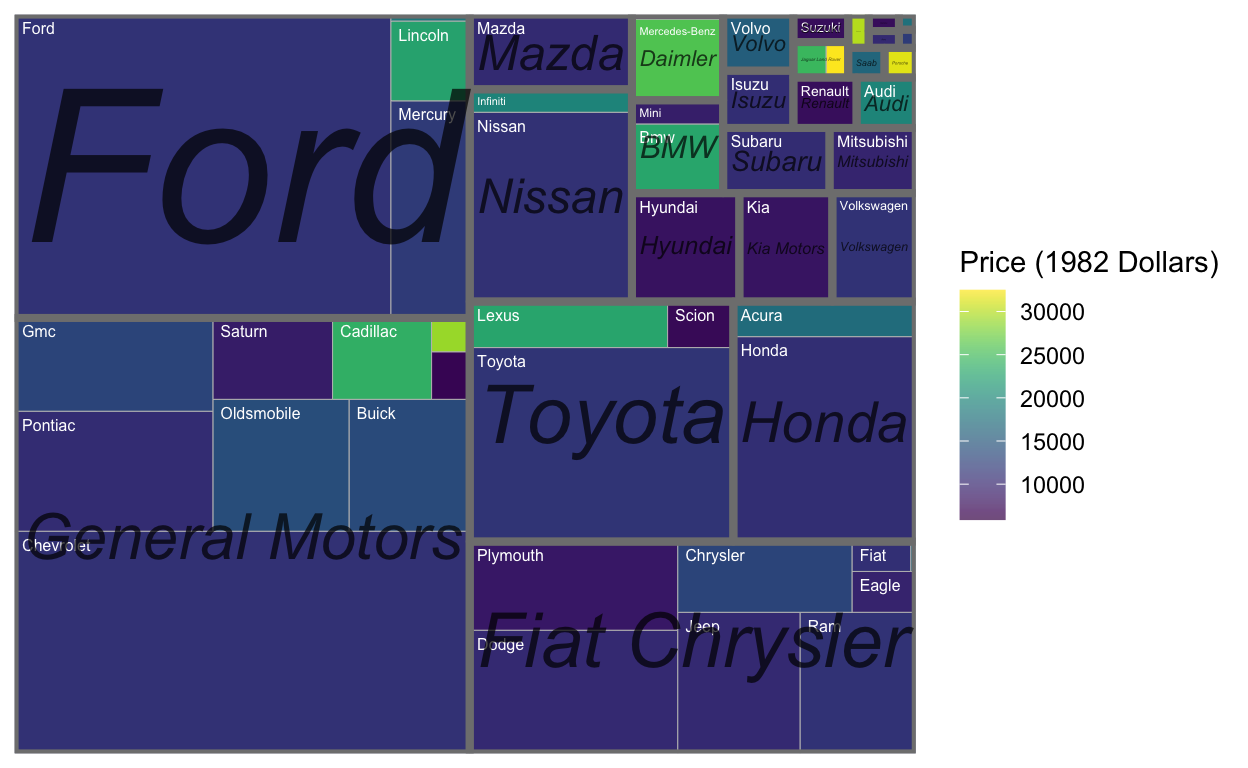 Ford
Lincoln
Mercury
Ford
Gmc
Saturn
Cadillac
Pontiac
Oldsmobile
Buick
Chevrolet
General Motors
Mazda
Mazda
Infiniti
Nissan
Nissan
Mercedes-Benz
Daimler
Mini
Bmw
BMW
Volvo
Volvo
Isuzu
Isuzu
Suzuki
Jaguar Land Rover
Saab
Porsche
Renault
Renault
Audi
Audi
Subaru
Subaru
Mitsubishi
Mitsubishi
Hyundai
Hyundai
Kia
Kia Motors
Volkswagen
Volkswagen
Lexus
Scion
Toyota
Toyota
Acura
Honda
Honda
Plymouth
Chrysler
Fiat
Eagle
Dodge
Jeep
Ram
Fiat Chrysler
Price (1982 Dollars)
30000
25000
20000
15000
10000